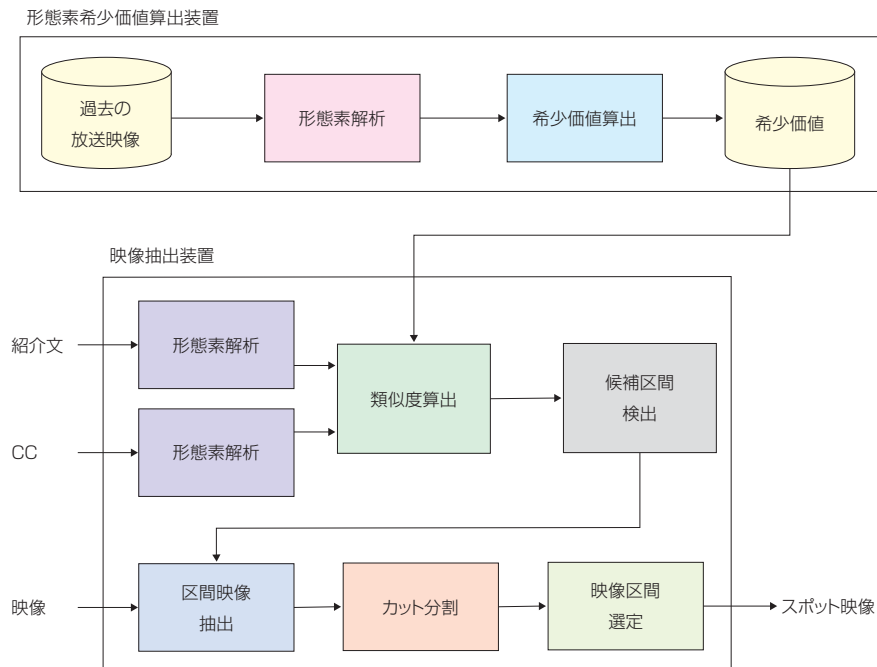 形態素希少価値算出装置
過去の
放送映像
形態素解析
希少価値算出
希少価値
映像抽出装置
紹介文
形態素解析
類似度算出
候補区間
検出
CC
形態素解析
映像
区間映像
抽出
カット分割
映像区間
選定
スポット映像